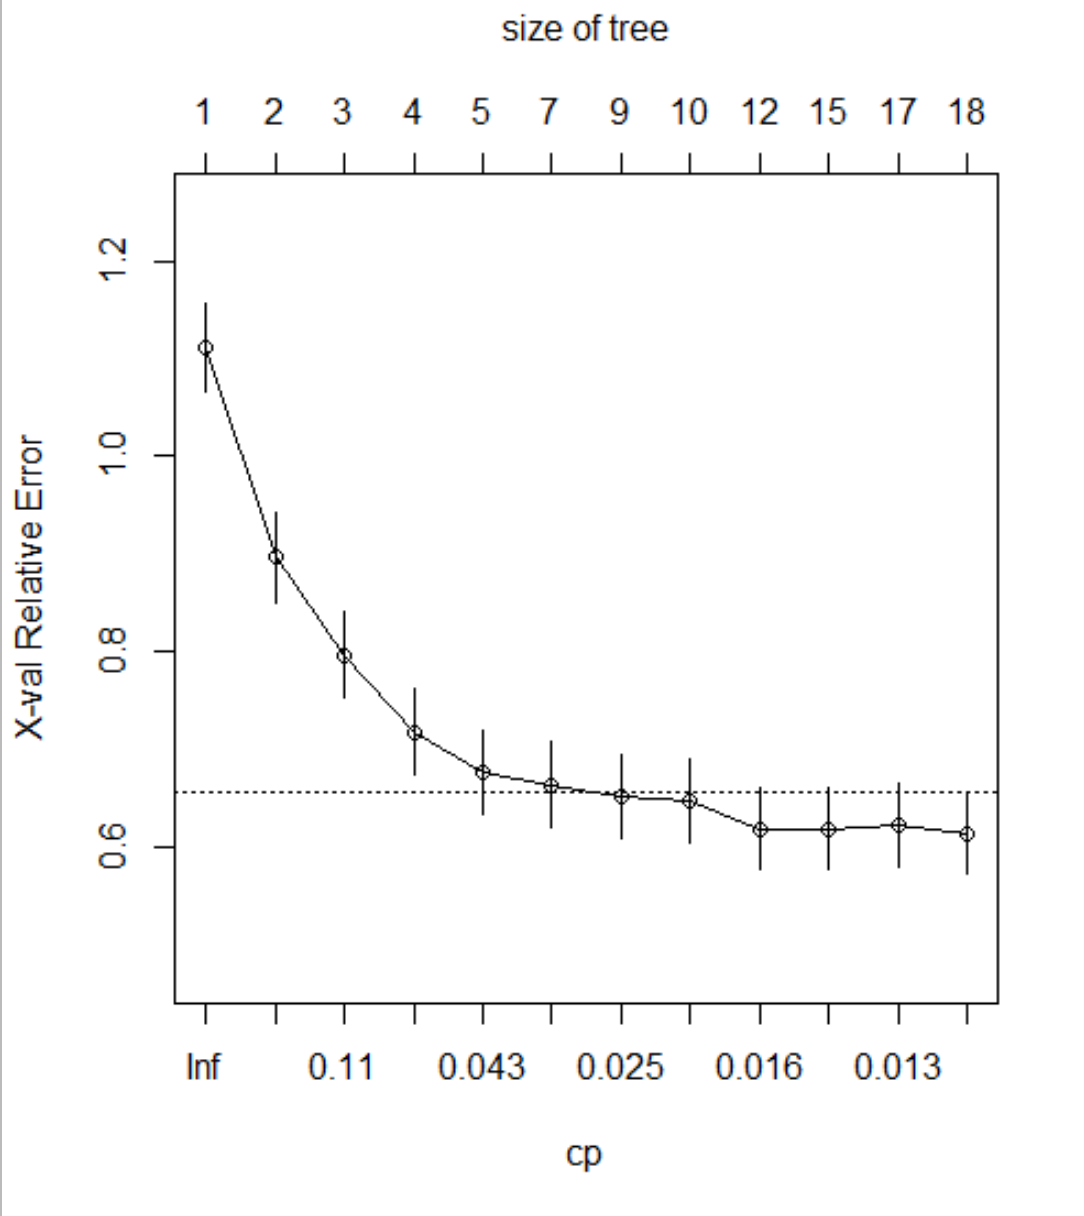 size of tree
1 2 3 4 5 7 9 10 12 15 17 18
X-val Relative Error
1.2
1.0
0.8
0.6
Inf 0.11 0.043 0.025 0.016 0.013
cp